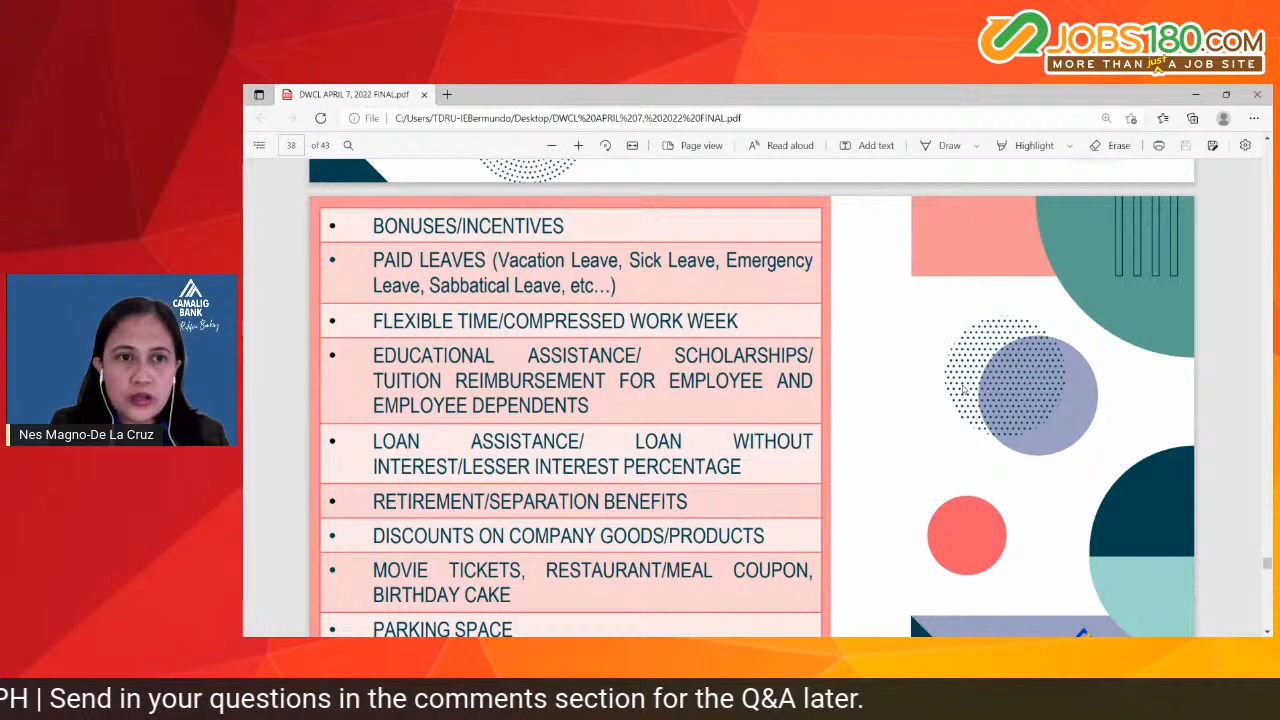 JOBS180.COM
MORE THAN just A JOB SITE
DWCL APRIL 7, 2022 FINAL.pdf
File
C:/Users/TDRU-IEBermundo/Desktop/DWCL%20APRIL%207,%202022%20FINAL.pdf
38 of 43
Page view
Read aloud
Add text
Draw
Highlight
Erase
• BONUSES/INCENTIVES
• PAID LEAVES (Vacation Leave, Sick Leave, Emergency
Leave, Sabbatical Leave, etc…)
• FLEXIBLE TIME/COMPRESSED WORK WEEK
• EDUCATIONAL ASSISTANCE/ SCHOLARSHIPS/
TUITION REIMBURSEMENT FOR EMPLOYEE AND
EMPLOYEE DEPENDENTS
• LOAN ASSISTANCE/ LOAN WITHOUT
INTEREST/LESSER INTEREST PERCENTAGE
• RETIREMENT/SEPARATION BENEFITS
• DISCOUNTS ON COMPANY GOODS/PRODUCTS
• MOVIE TICKETS, RESTAURANT/MEAL COUPON,
BIRTHDAY CAKE
• PARKING SPACE
CAMALIG
BANK
Nes Magno-De La Cruz
PH | Send in your questions in the comments section for the Q&A later.